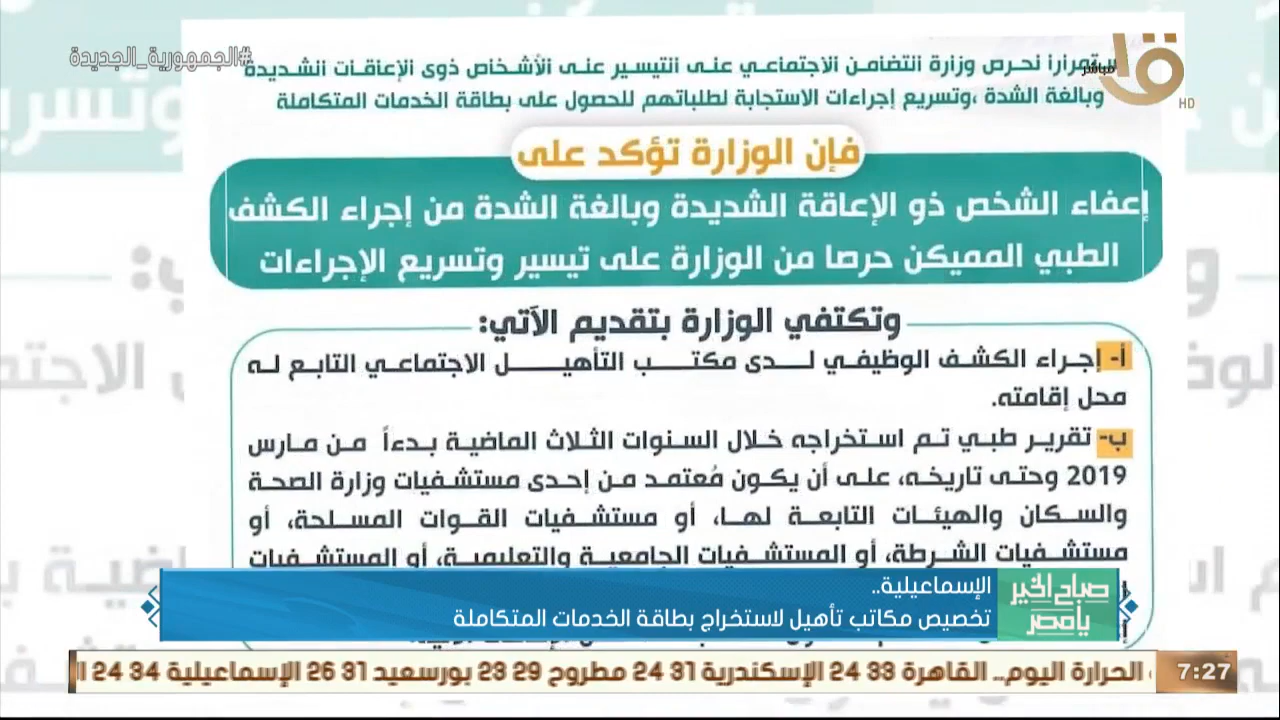 #الجمهورية_الجديدة
مباشر
HD
استمرارا لحرص وزارة التضامن الاجتماعي على التيسير على الأشخاص ذوى الإعاقات الشديدة
وبالغة الشدة ،وتسريع إجراءات الاستجابة لطلباتهم للحصول على بطاقة الخدمات المتكاملة
فإن الوزارة تؤكد على
إعفاء الشخص ذو الإعاقة الشديدة وبالغة الشدة من إجراء الكشف
الطبي المميكن حرصا من الوزارة على تيسير وتسريع الإجراءات
وتكتفي الوزارة بتقديم الآتي:
أ- إجراء الكشف الوظيفي لدى مكتب التأهيل الاجتماعي التابع له
محل إقامته.
ب- تقرير طبي تم استخراجه خلال السنوات الثلاث الماضية بدءاً من مارس
2019 وحتى تاريخه، على أن يكون مُعتمد من إحدى مستشفيات وزارة الصحة
والسكان والهيئات التابعة لها، أو مستشفيات القوات المسلحة، أو
مستشفيات الشرطة، أو المستشفيات الجامعية والتعليمية، أو المستشفيات
صباح الخير
يا مصر
الإسماعيلية..
تخصيص مكاتب تأهيل لاستخراج بطاقة الخدمات المتكاملة
7:27
الحرارة اليوم.. القاهرة 33 24 الإسكندرية 31 24 مطروح 29 23 بورسعيد 31 26 الإسماعيلية 34 24